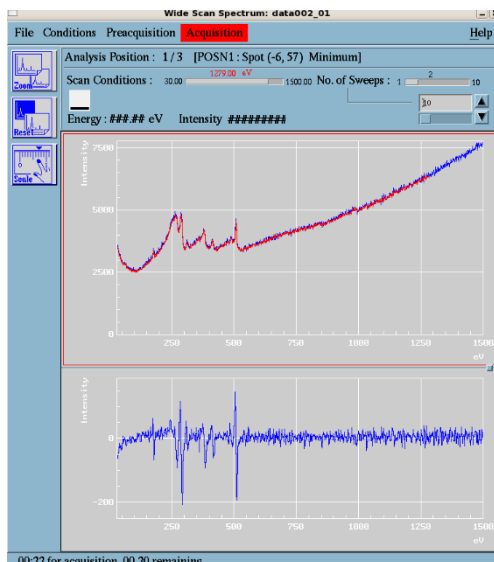 Wide Scan Spectrum: data002_01
File Conditions Preacquisition Acquisition Help
Analysis Position : 1 / 3 [POSN1 : Spot (-6, 57) Minimum]
Scan Conditions : 30.00 1279.00 eV 1500.00 No. of Sweeps : 1 2 10
Zoom
10
Energy : ###.## eV Intensity #########
Reset
Scale
Intensity
7500
5000
2500
0
250 500 750 1000 1250 1500
eV
Intensity
0
-200
250 500 750 1000 1250 1500
eV
00:22 for acquisition, 00:20 remaining